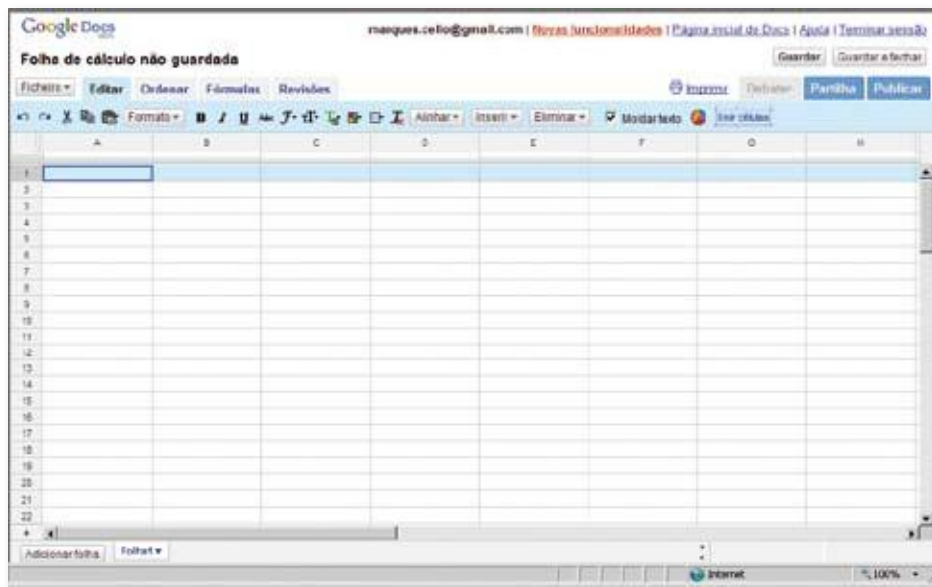 Google Docs
marques.celio@gmail.com | Novas funcionalidades | Página inicial do Docs | Ajuda | Terminar sessão
Folha de cálculo não guardada
Guardar Guardar e fechar
Ficheiro Editar Ordenar Fórmulas Revisões Imprimir Debater Partilha Publicar
Formato B I U Alinhar Inserir Eliminar Moldar texto Unir células
A B C D E F G H
1
2
3
4
5
6
7
8
9
10
11
12
13
14
15
16
17
18
19
20
21
22
Adicionar folha Folha1
Internet 100%